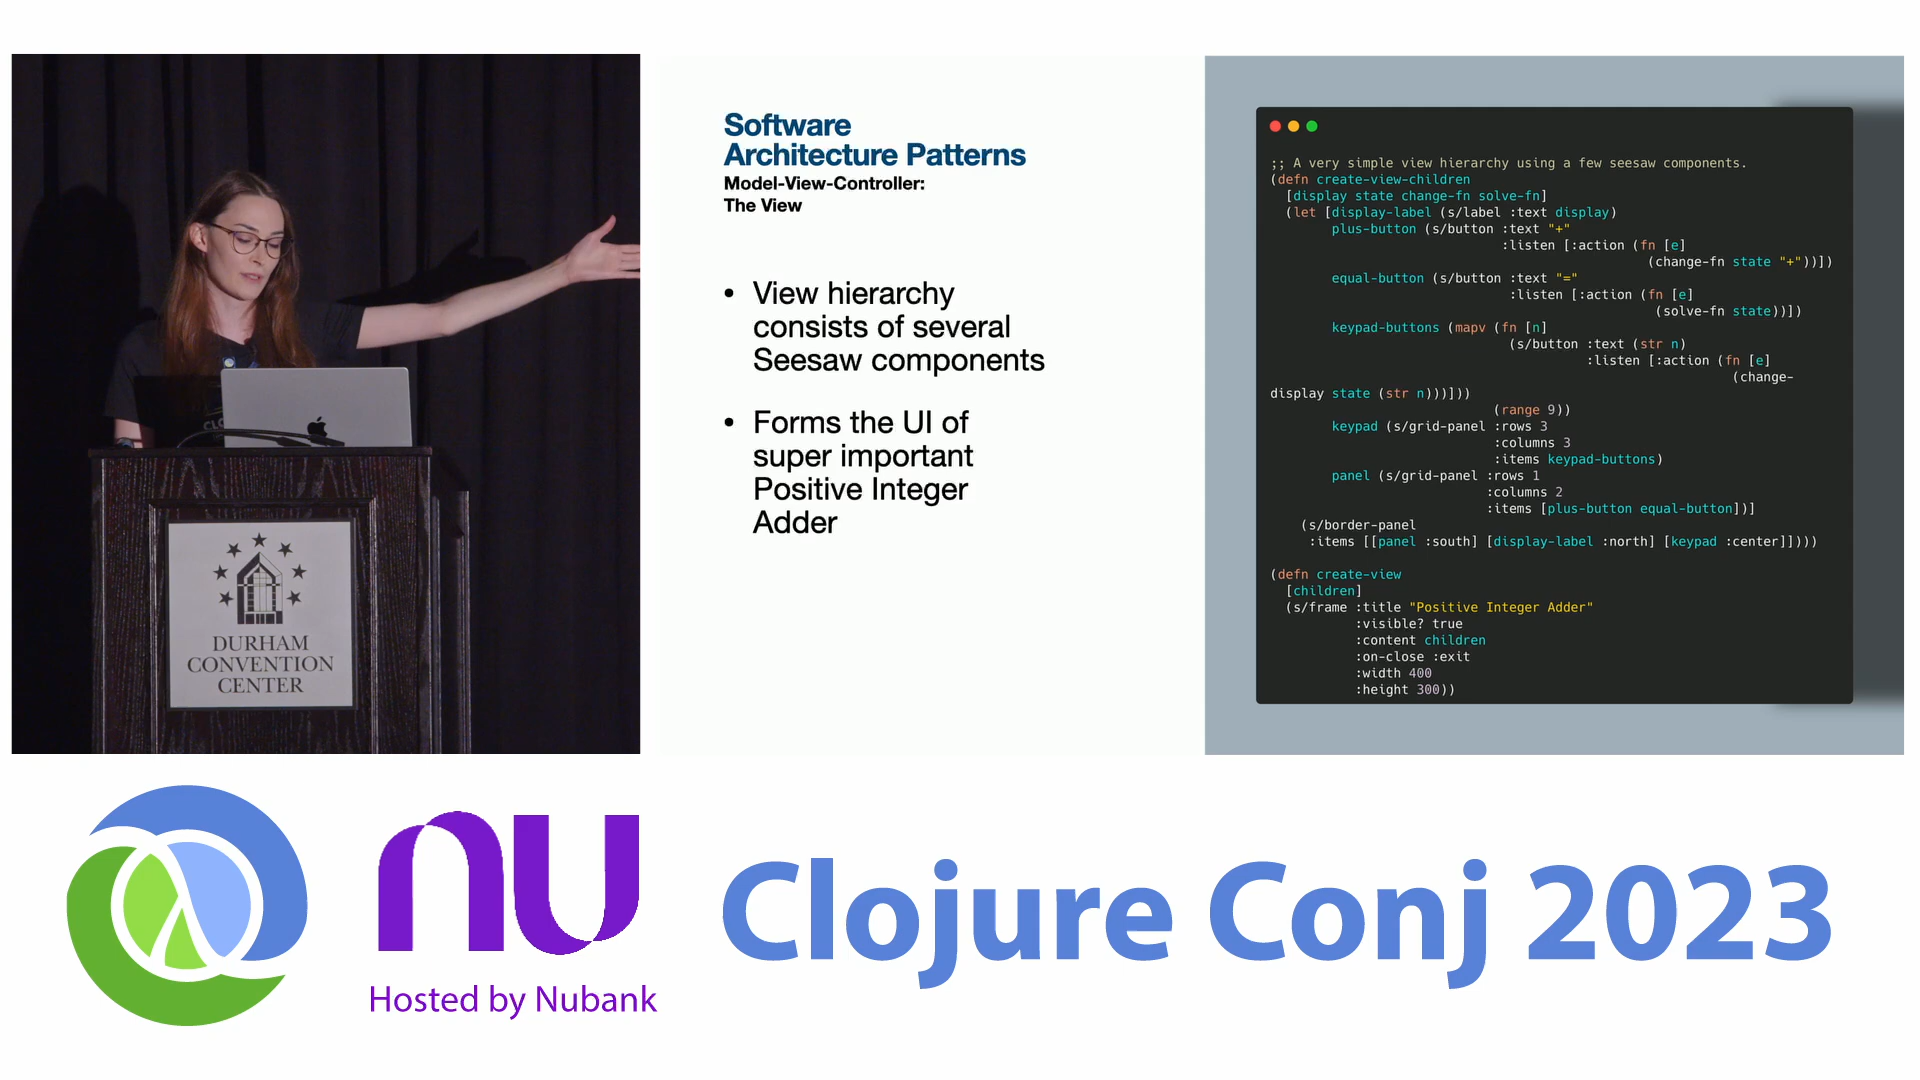 Software
Architecture Patterns
Model-View-Controller:
The View
• View hierarchy
consists of several
Seesaw components
• Forms the UI of
super important
Positive Integer
Adder
;; A very simple view hierarchy using a few seesaw components.
(defn create-view-children
  [display state change-fn solve-fn]
  (let [display-label (s/label :text display)
        plus-button (s/button :text "+"
                              :listen [:action (fn [e]
                                                 (change-fn state "+"))])
        equal-button (s/button :text "="
                               :listen [:action (fn [e]
                                                  (solve-fn state))])
        keypad-buttons (mapv (fn [n]
                               (s/button :text (str n)
                                         :listen [:action (fn [e]
                                                            (change-
display state (str n)))]))
                             (range 9))
        keypad (s/grid-panel :rows 3
                             :columns 3
                             :items keypad-buttons)
        panel (s/grid-panel :rows 1
                            :columns 2
                            :items [plus-button equal-button])]
    (s/border-panel
     :items [[panel :south] [display-label :north] [keypad :center]])))
(defn create-view
  [children]
  (s/frame :title "Positive Integer Adder"
           :visible? true
           :content children
           :on-close :exit
           :width 400
           :height 300))
DURHAM
CONVENTION
CENTER
nu
Hosted by Nubank
Clojure Conj 2023